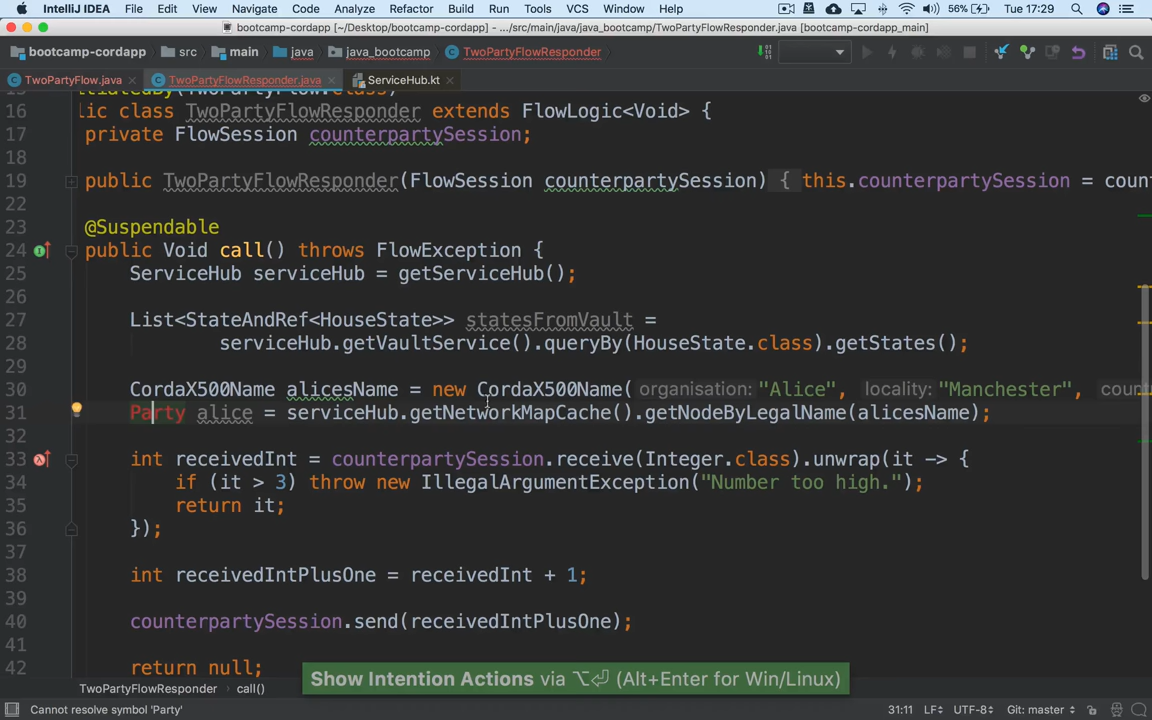 IntelliJ IDEA File Edit View Navigate Code Analyze Refactor Build Run Tools VCS Window Help 56% Tue 17:29
bootcamp-cordapp [~/Desktop/bootcamp-cordapp] - .../src/main/java/java_bootcamp/TwoPartyFlowResponder.java [bootcamp-cordapp_main]
bootcamp-cordapp src main java java_bootcamp TwoPartyFlowResponder
TwoPartyFlow.java TwoPartyFlowResponder.java ServiceHub.kt
16 lic class TwoPartyFlowResponder extends FlowLogic<Void> {
17 private FlowSession counterpartySession;
18
19 public TwoPartyFlowResponder(FlowSession counterpartySession) { this.counterpartySession = coun
22
23 @Suspendable
24 public Void call() throws FlowException {
25 ServiceHub serviceHub = getServiceHub();
26
27 List<StateAndRef<HouseState>> statesFromVault =
28 serviceHub.getVaultService().queryBy(HouseState.class).getStates();
29
30 CordaX500Name alicesName = new CordaX500Name( organisation: "Alice", locality: "Manchester", coun
31 Party alice = serviceHub.getNetworkMapCache().getNodeByLegalName(alicesName);
32
33 int receivedInt = counterpartySession.receive(Integer.class).unwrap(it -> {
34 if (it > 3) throw new IllegalArgumentException("Number too high.");
35 return it;
36 });
37
38 int receivedIntPlusOne = receivedInt + 1;
39
40 counterpartySession.send(receivedIntPlusOne);
41
42 return null;
Show Intention Actions via ⌥⏎ (Alt+Enter for Win/Linux)
TwoPartyFlowResponder call()
Cannot resolve symbol 'Party' 31:11 LF UTF-8 Git: master